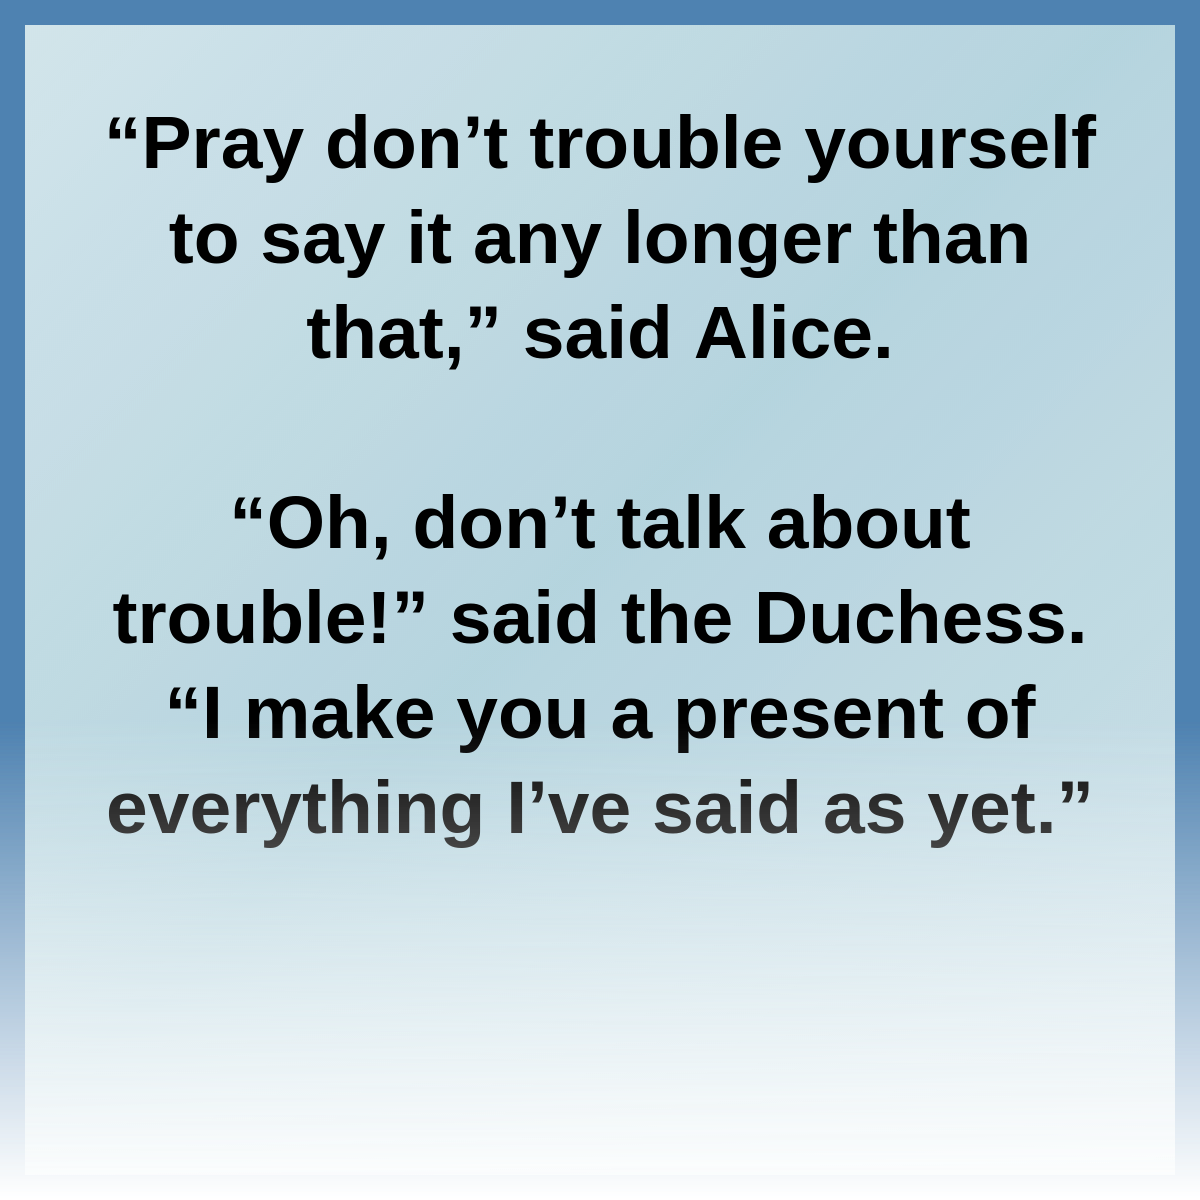 “Pray don’t trouble yourself
to say it any longer than
that,” said Alice.
“Oh, don’t talk about
trouble!” said the Duchess.
“I make you a present of
everything I’ve said as yet.”